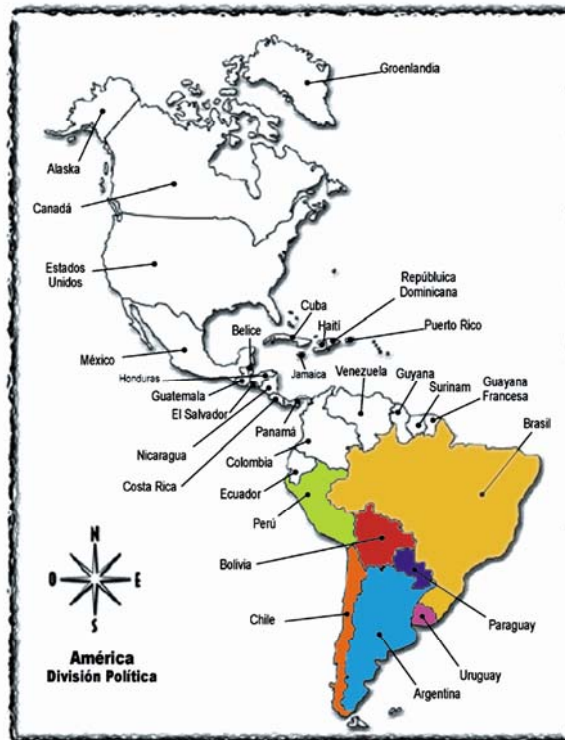 Groenlandia
Alaska
Canadá
Estados
Unidos
República
Dominicana
Cuba
Haití
Puerto Rico
Belice
México
Jamaica
Venezuela
Guyana
Guayana
Francesa
Honduras
Surinam
Guatemala
El Salvador
Brasil
Panamá
Nicaragua
Colombia
Costa Rica
Ecuador
Perú
N
O
E
S
Bolivia
Chile
Paraguay
América
División Política
Uruguay
Argentina